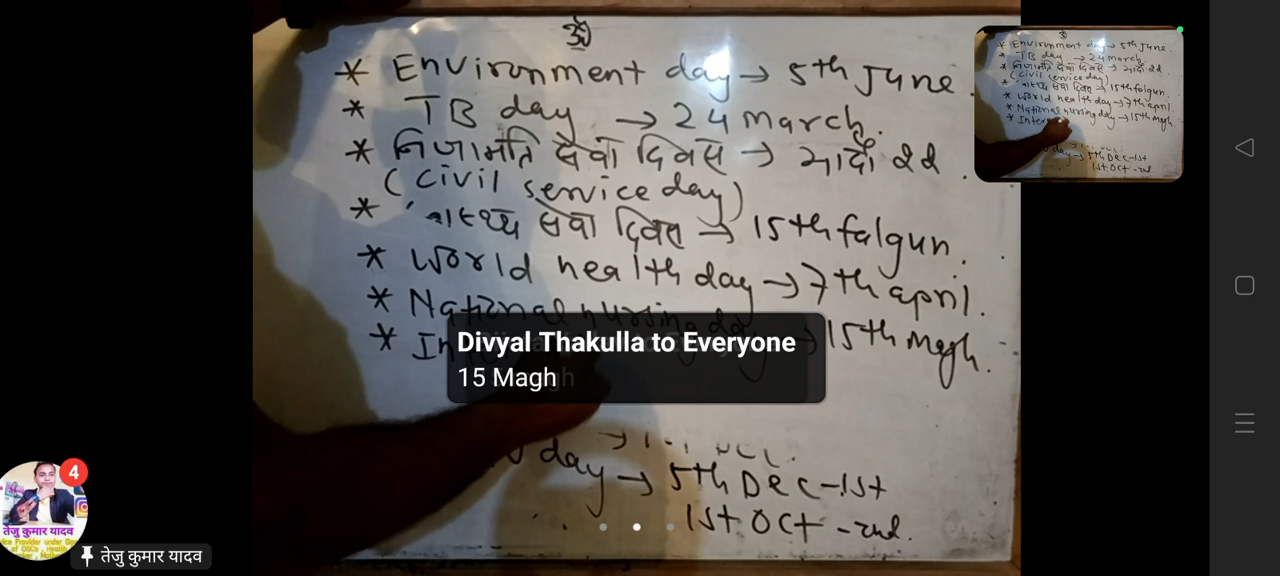 ॐ
* Environment day → 5th June.
* TB day → 24 march.
* निजामति सेवा दिवस → भादौ २२.
(civil service day)
* सेवा दिवस → 15th falgun.
* World health day → 7th april.
* National nursing day → 15th Magh.
* In
Divyal Thakulla to Everyone
15 Magh
day → 5th Dec - 1st
1st Oct - 2nd.
* Environment day → 5th June.
* TB day → 24 march.
* निजामति सेवा दिवस → भादौ २२
(civil service day)
सेवा दिवस → 15th falgun.
* World health day → 7th april.
* National nursing day → 15th Magh.
* Inter
day → 5th Dec - 1st
1st Oct - 2nd
4
तेजु कुमार यादव
तेजु कुमार यादव